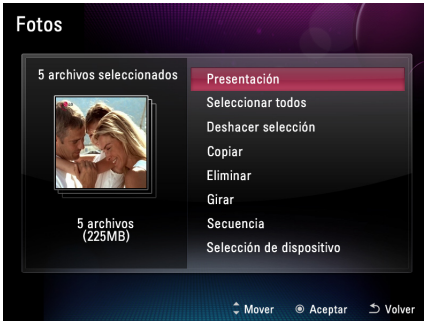 Fotos
5 archivos seleccionados
5 archivos
(225MB)
Presentación
Seleccionar todos
Deshacer selección
Copiar
Eliminar
Girar
Secuencia
Selección de dispositivo
Mover Aceptar Volver